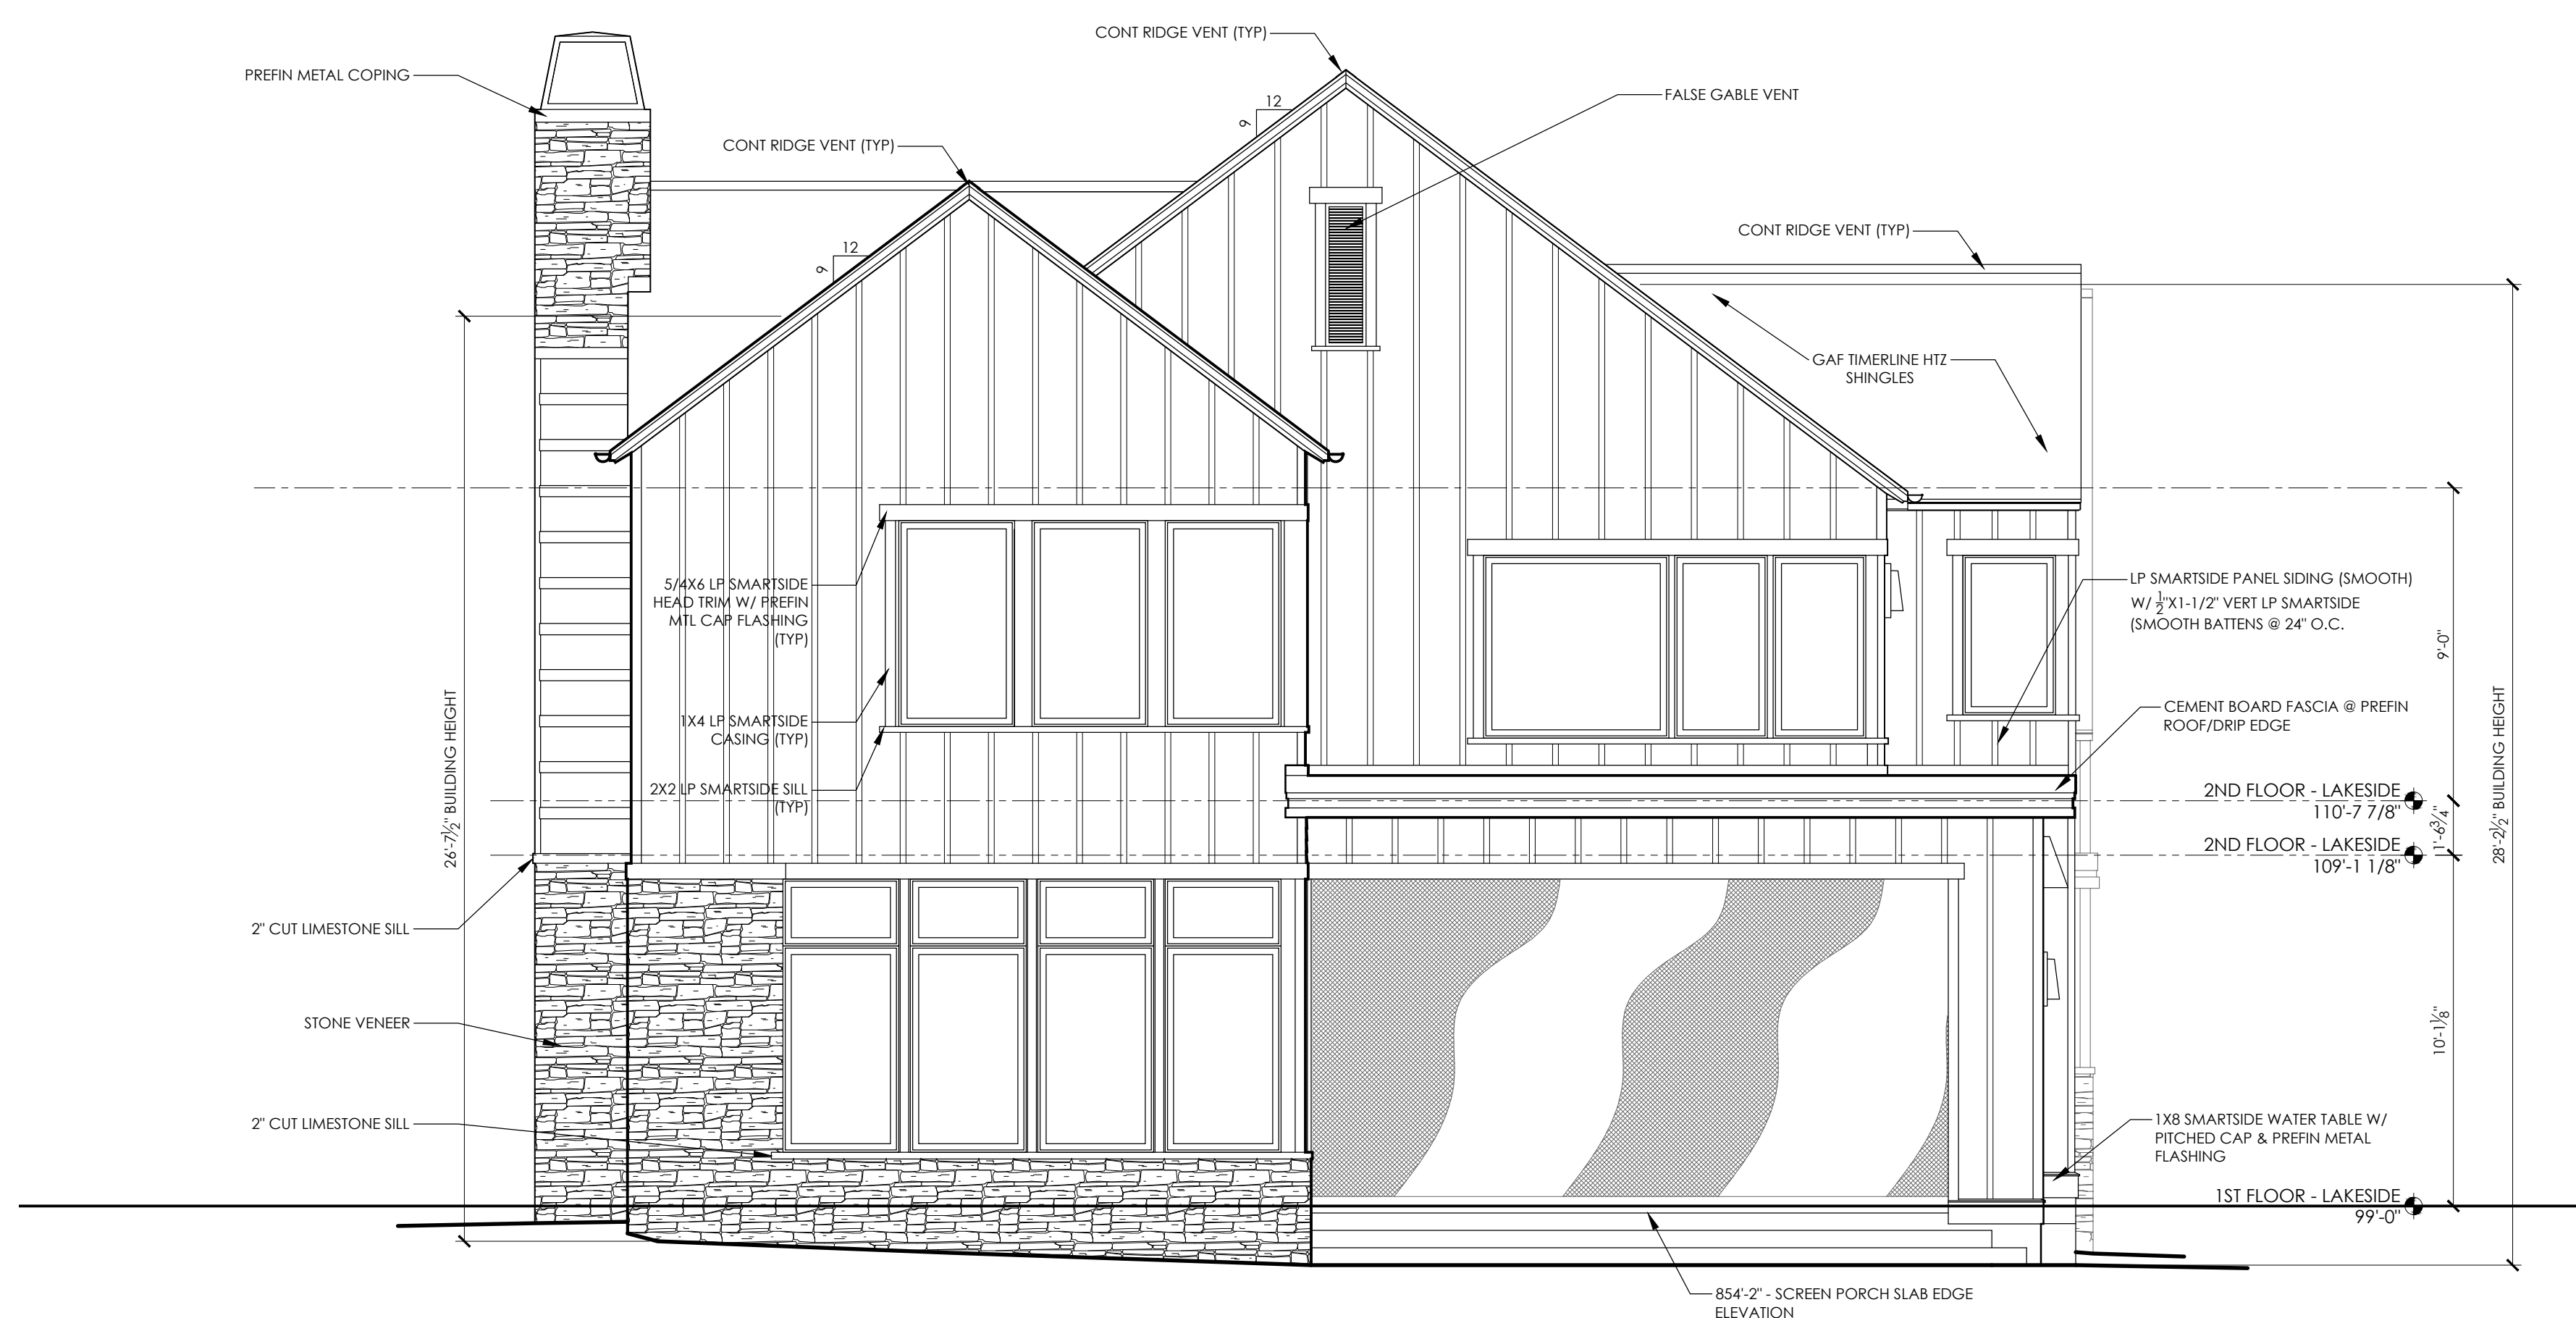 CONT RIDGE VENT (TYP)
PREFIN METAL COPING
12
9
FALSE GABLE VENT
CONT RIDGE VENT (TYP)
CONT RIDGE VENT (TYP)
12
9
GAF TIMERLINE HTZ
SHINGLES
5/4X6 LP SMARTSIDE
HEAD TRIM W/ PREFIN
MTL CAP FLASHING
(TYP)
LP SMARTSIDE PANEL SIDING (SMOOTH)
W/ 1/2"X1-1/2" VERT LP SMARTSIDE
(SMOOTH BATTENS @ 24" O.C.
9'-0"
1X4 LP SMARTSIDE
CASING (TYP)
CEMENT BOARD FASCIA @ PREFIN
ROOF/DRIP EDGE
26'-7 1/2" BUILDING HEIGHT
28'-2 1/2" BUILDING HEIGHT
2X2 LP SMARTSIDE SILL
(TYP)
2ND FLOOR - LAKESIDE
110'-7 7/8"
1'-6 3/4"
2ND FLOOR - LAKESIDE
109'-1 1/8"
2" CUT LIMESTONE SILL
STONE VENEER
10'-1 1/8"
2" CUT LIMESTONE SILL
1X8 SMARTSIDE WATER TABLE W/
PITCHED CAP & PREFIN METAL
FLASHING
1ST FLOOR - LAKESIDE
99'-0"
854'-2" - SCREEN PORCH SLAB EDGE
ELEVATION